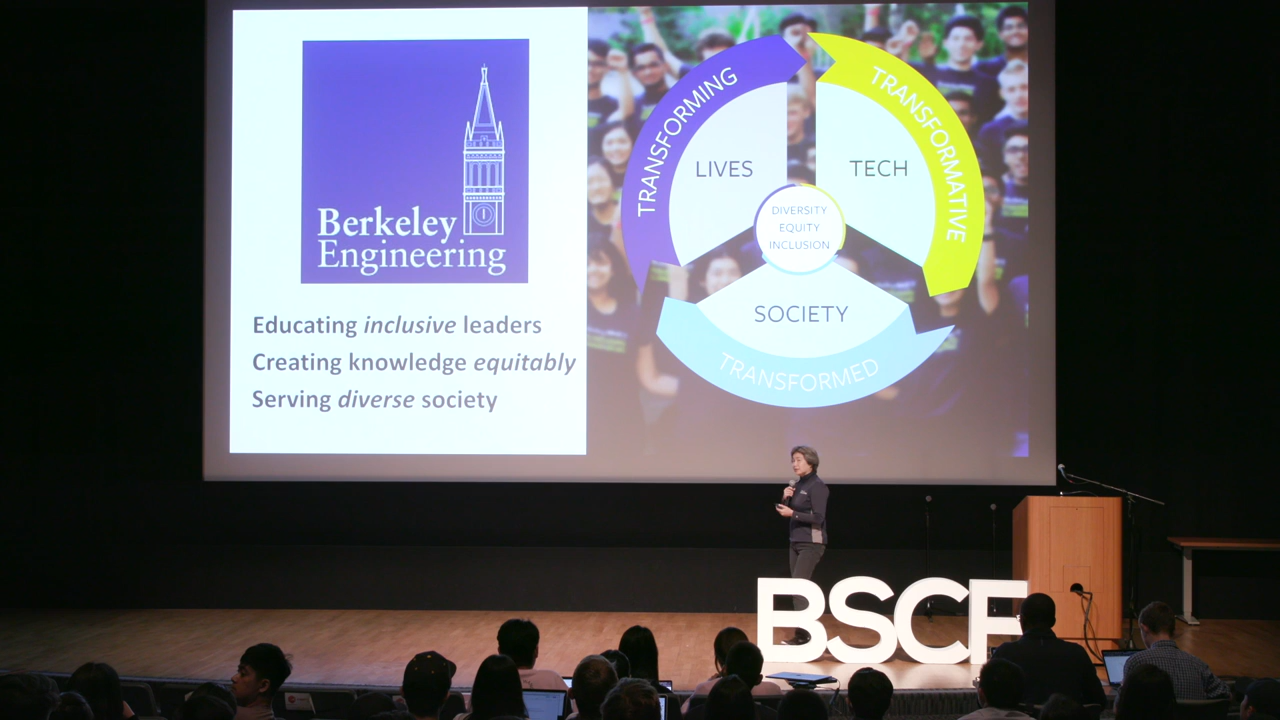 Berkeley
Engineering
Educating inclusive leaders
Creating knowledge equitably
Serving diverse society
TRANSFORMING
LIVES
TRANSFORMATIVE
TECH
DIVERSITY
EQUITY
INCLUSION
SOCIETY
TRANSFORMED
BSCF